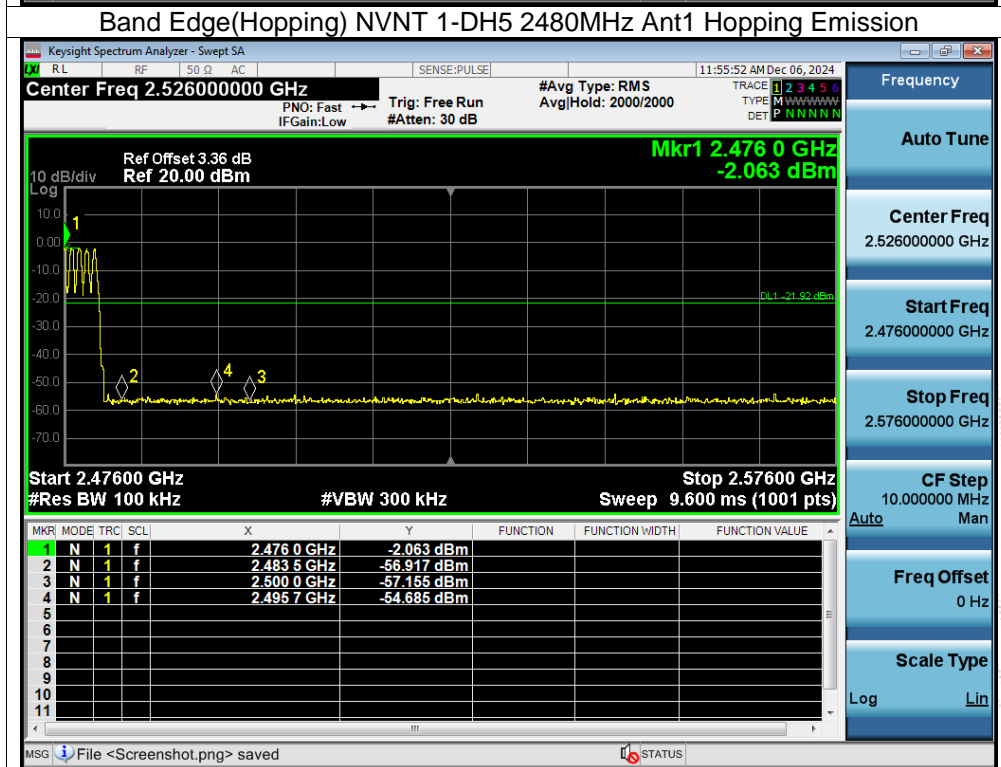 Band Edge(Hopping) NVNT 1-DH5 2480MHz Ant1 Hopping Emission
Keysight Spectrum Analyzer - Swept SA
LXI RL RF 50 Ω AC SENSE:PULSE 11:55:52 AM Dec 06, 2024
Center Freq 2.526000000 GHz #Avg Type: RMS TRACE 1 2 3 4 5 6
PNO: Fast Trig: Free Run Avg|Hold: 2000/2000 TYPE M WWWWW
IFGain:Low #Atten: 30 dB DET P N N N N N
Mkr1 2.476 0 GHz
-2.063 dBm
Ref Offset 3.36 dB
10 dB/div Ref 20.00 dBm
Log
10.0
0.00
-10.0
-20.0
-30.0
-40.0
-50.0
-60.0
-70.0
1
DL1 -21.92 dBm
2 4 3
Start 2.47600 GHz Stop 2.57600 GHz
#Res BW 100 kHz #VBW 300 kHz Sweep 9.600 ms (1001 pts)
MKR MODE TRC SCL X Y FUNCTION FUNCTION WIDTH FUNCTION VALUE
1 N 1 f 2.476 0 GHz -2.063 dBm
2 N 1 f 2.483 5 GHz -56.917 dBm
3 N 1 f 2.500 0 GHz -57.155 dBm
4 N 1 f 2.495 7 GHz -54.685 dBm
5
6
7
8
9
10
11
MSG File <Screenshot.png> saved STATUS
Frequency
Auto Tune
Center Freq
2.526000000 GHz
Start Freq
2.476000000 GHz
Stop Freq
2.576000000 GHz
CF Step
10.000000 MHz
Auto Man
Freq Offset
0 Hz
Scale Type
Log Lin